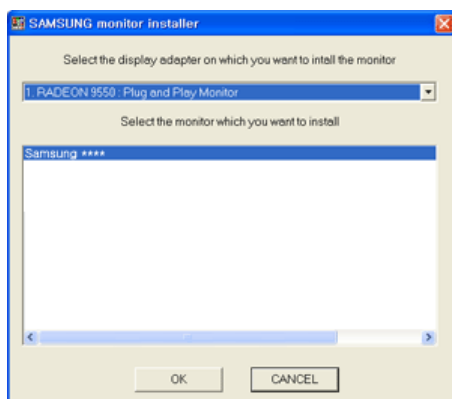 SAMSUNG monitor installer
Select the display adapter on which you want to intall the monitor
1. RADEON 9550 : Plug and Play Monitor
Select the monitor which you want to install
Samsung ****
OK
CANCEL